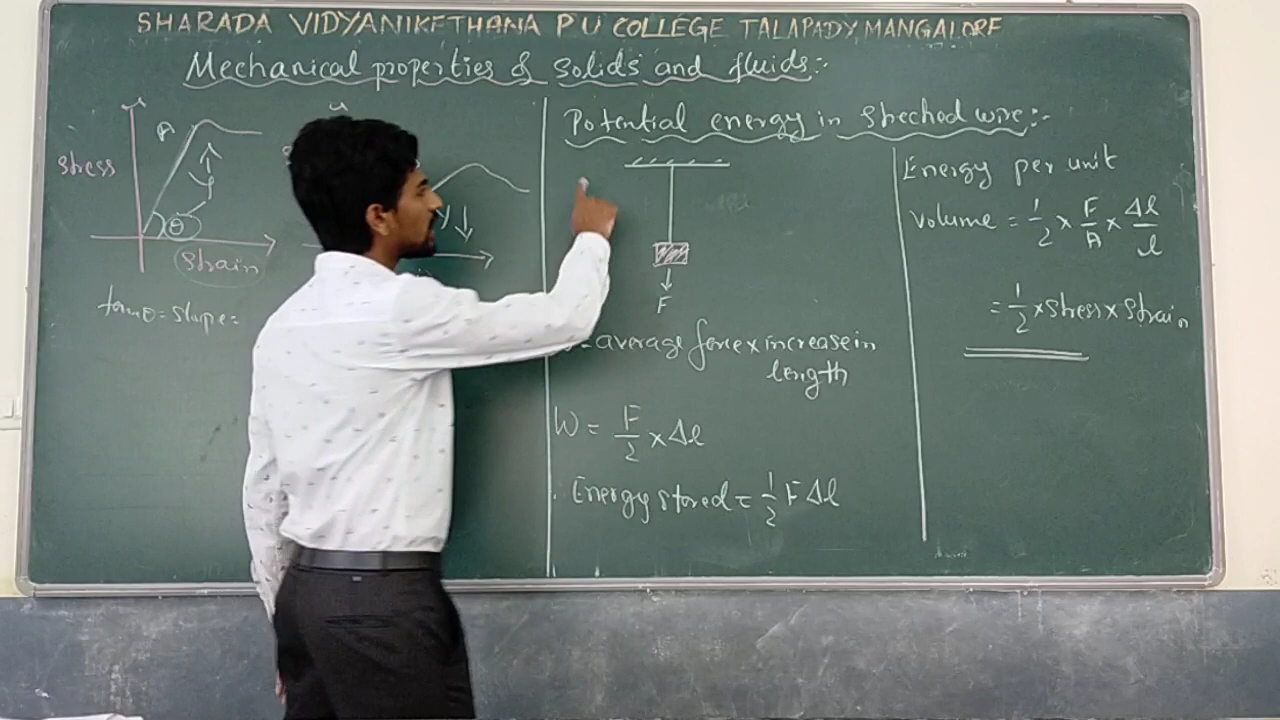 SHARADA VIDYANIKETHANA P U COLLEGE TALAPADY, MANGALORE
Mechanical properties of solids and fluids:-
stress
A
y
θ
strain
tanθ = slope =
y
Potential energy in streched wire:-
F
= average force x increase in
length
W = F/2 x Δl
Energy stored = 1/2 F Δl
Energy per unit
volume = 1/2 x F/A x Δl/l
= 1/2 x stress x strain